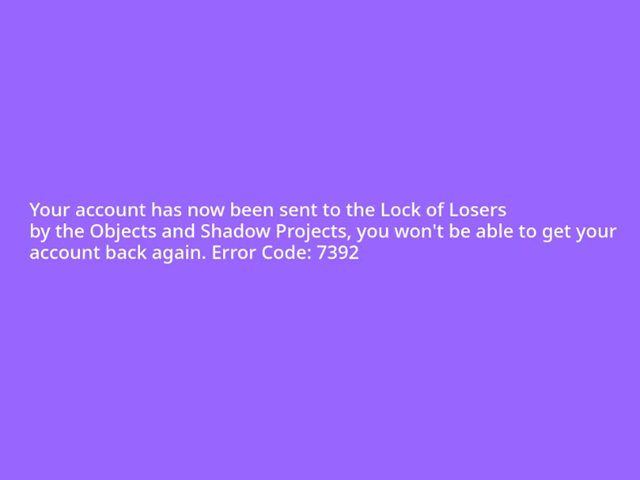 Your account has now been sent to the Lock of Losers
by the Objects and Shadow Projects, you won't be able to get your
account back again. Error Code: 7392